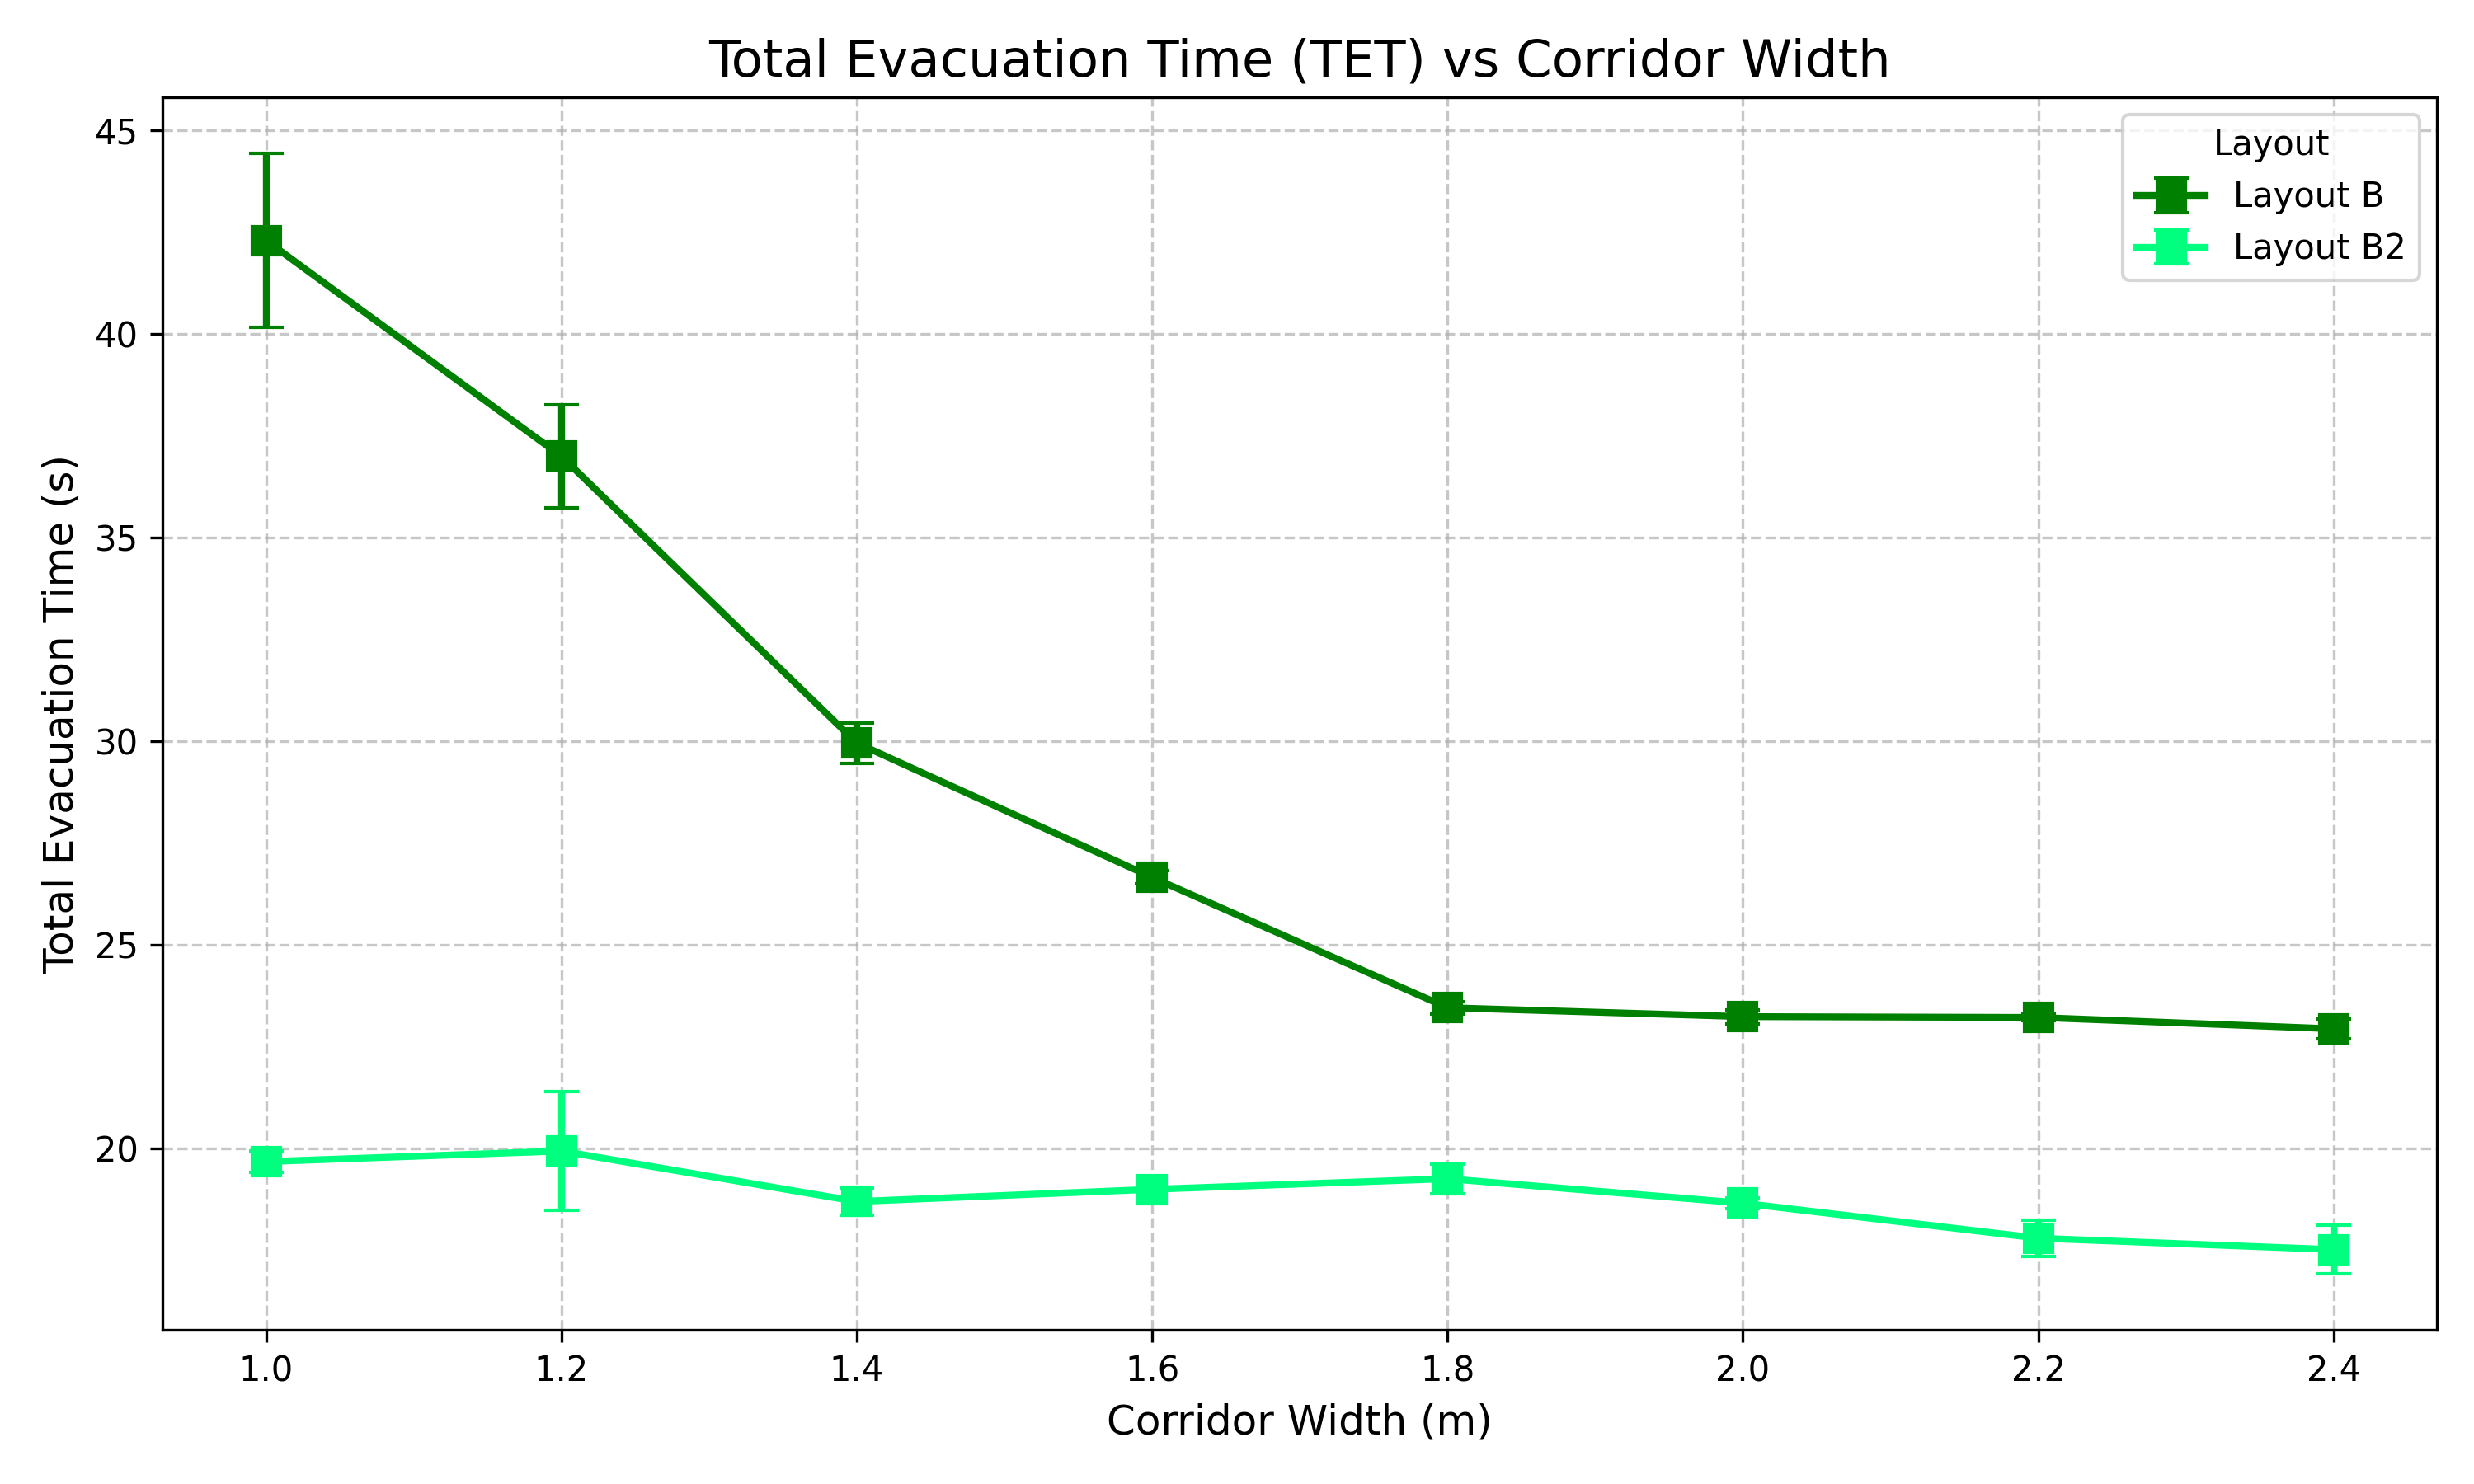 Total Evacuation Time (TET) vs Corridor Width
Layout
Layout B
Layout B2
Total Evacuation Time (s)
45
40
35
30
25
20
1.0 1.2 1.4 1.6 1.8 2.0 2.2 2.4
Corridor Width (m)